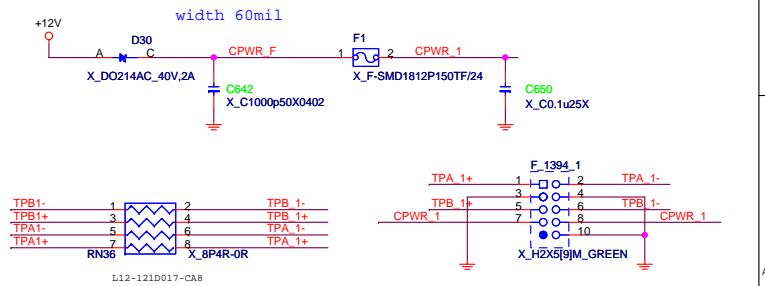 width 60mil
+12V
D30
F1
A C CPWR_F 1 2 CPWR_1
X_DO214AC_40V,2A
X_F-SMD1812P150TF/24
C642
X_C1000p50X0402
C650
X_C0.1u25X
F_1394_1
TPA_1+ 1 2 TPA_1-
3 4
TPB_1+ 5 6 TPB_1-
CPWR_1 7 8 CPWR_1
10
X_H2X5[9]M_GREEN
TPB1- 1 2 TPB_1-
TPB1+ 3 4 TPB_1+
TPA1- 5 6 TPA_1-
TPA1+ 7 8 TPA_1+
RN36 X_8P4R-0R
L12-121D017-CA8
A